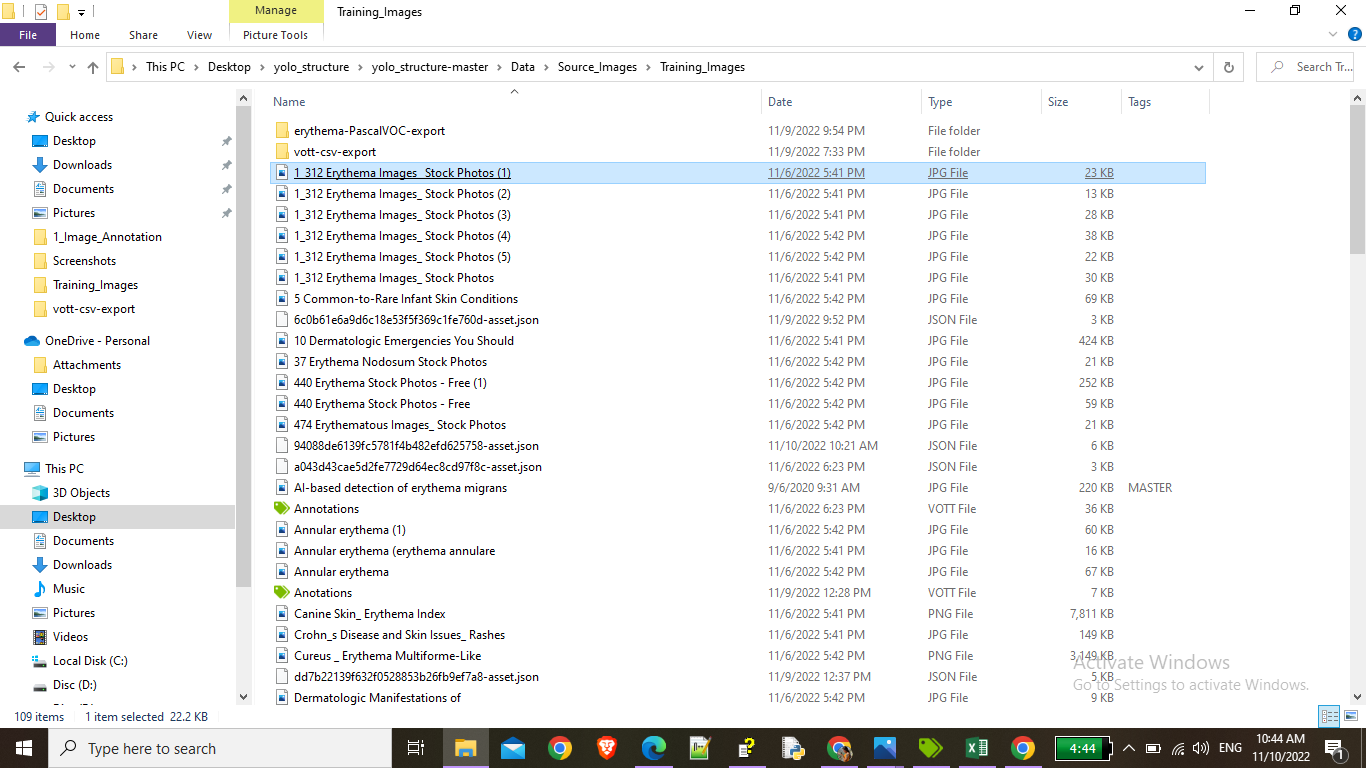 Manage
Training_Images
File
Home
Share
View
Picture Tools
This PC
Desktop
yolo_structure
yolo_structure-master
Data
Source_Images
Training_Images
Search Tr...
Name
Date
Type
Size
Tags
Quick access
Desktop
Downloads
Documents
Pictures
1_Image_Annotation
Screenshots
Training_Images
vott-csv-export
OneDrive - Personal
Attachments
Desktop
Documents
Pictures
This PC
3D Objects
Desktop
Documents
Downloads
Music
Pictures
Videos
Local Disk (C:)
Disc (D:)
erythema-PascalVOC-export 11/9/2022 9:54 PM File folder
vott-csv-export 11/9/2022 7:33 PM File folder
1_312 Erythema Images_ Stock Photos (1) 11/6/2022 5:41 PM JPG File 23 KB
1_312 Erythema Images_ Stock Photos (2) 11/6/2022 5:41 PM JPG File 13 KB
1_312 Erythema Images_ Stock Photos (3) 11/6/2022 5:41 PM JPG File 28 KB
1_312 Erythema Images_ Stock Photos (4) 11/6/2022 5:42 PM JPG File 38 KB
1_312 Erythema Images_ Stock Photos (5) 11/6/2022 5:42 PM JPG File 22 KB
1_312 Erythema Images_ Stock Photos 11/6/2022 5:41 PM JPG File 30 KB
5 Common-to-Rare Infant Skin Conditions 11/6/2022 5:42 PM JPG File 69 KB
6c0b61e6a9d6c18e53f5f369c1fe760d-asset.json 11/9/2022 9:52 PM JSON File 3 KB
10 Dermatologic Emergencies You Should 11/6/2022 5:41 PM JPG File 424 KB
37 Erythema Nodosum Stock Photos 11/6/2022 5:42 PM JPG File 21 KB
440 Erythema Stock Photos - Free (1) 11/6/2022 5:42 PM JPG File 252 KB
440 Erythema Stock Photos - Free 11/6/2022 5:42 PM JPG File 59 KB
474 Erythematous Images_ Stock Photos 11/6/2022 5:42 PM JPG File 21 KB
94088de6139fc5781f4b482efd625758-asset.json 11/10/2022 10:21 AM JSON File 6 KB
a043d43cae5d2fe7729d64ec8cd97f8c-asset.json 11/6/2022 6:23 PM JSON File 3 KB
AI-based detection of erythema migrans 9/6/2020 9:31 AM JPG File 220 KB MASTER
Annotations 11/6/2022 6:23 PM VOTT File 36 KB
Annular erythema (1) 11/6/2022 5:42 PM JPG File 60 KB
Annular erythema (erythema annulare 11/6/2022 5:41 PM JPG File 16 KB
Annular erythema 11/6/2022 5:42 PM JPG File 67 KB
Anotations 11/9/2022 12:28 PM VOTT File 7 KB
Canine Skin_ Erythema Index 11/6/2022 5:41 PM PNG File 7,811 KB
Crohn_s Disease and Skin Issues_ Rashes 11/6/2022 5:41 PM JPG File 149 KB
Cureus _ Erythema Multiforme-Like 11/6/2022 5:42 PM PNG File 3,149 KB
dd7b22139f632f0528853b26fb9ef7a8-asset.json 11/9/2022 12:37 PM JSON File 5 KB
Dermatologic Manifestations of 11/6/2022 5:42 PM JPG File 9 KB
Activate Windows
Go to Settings to activate Windows.
109 items
1 item selected 22.2 KB
Type here to search
4:44
ENG
10:44 AM
11/10/2022
1